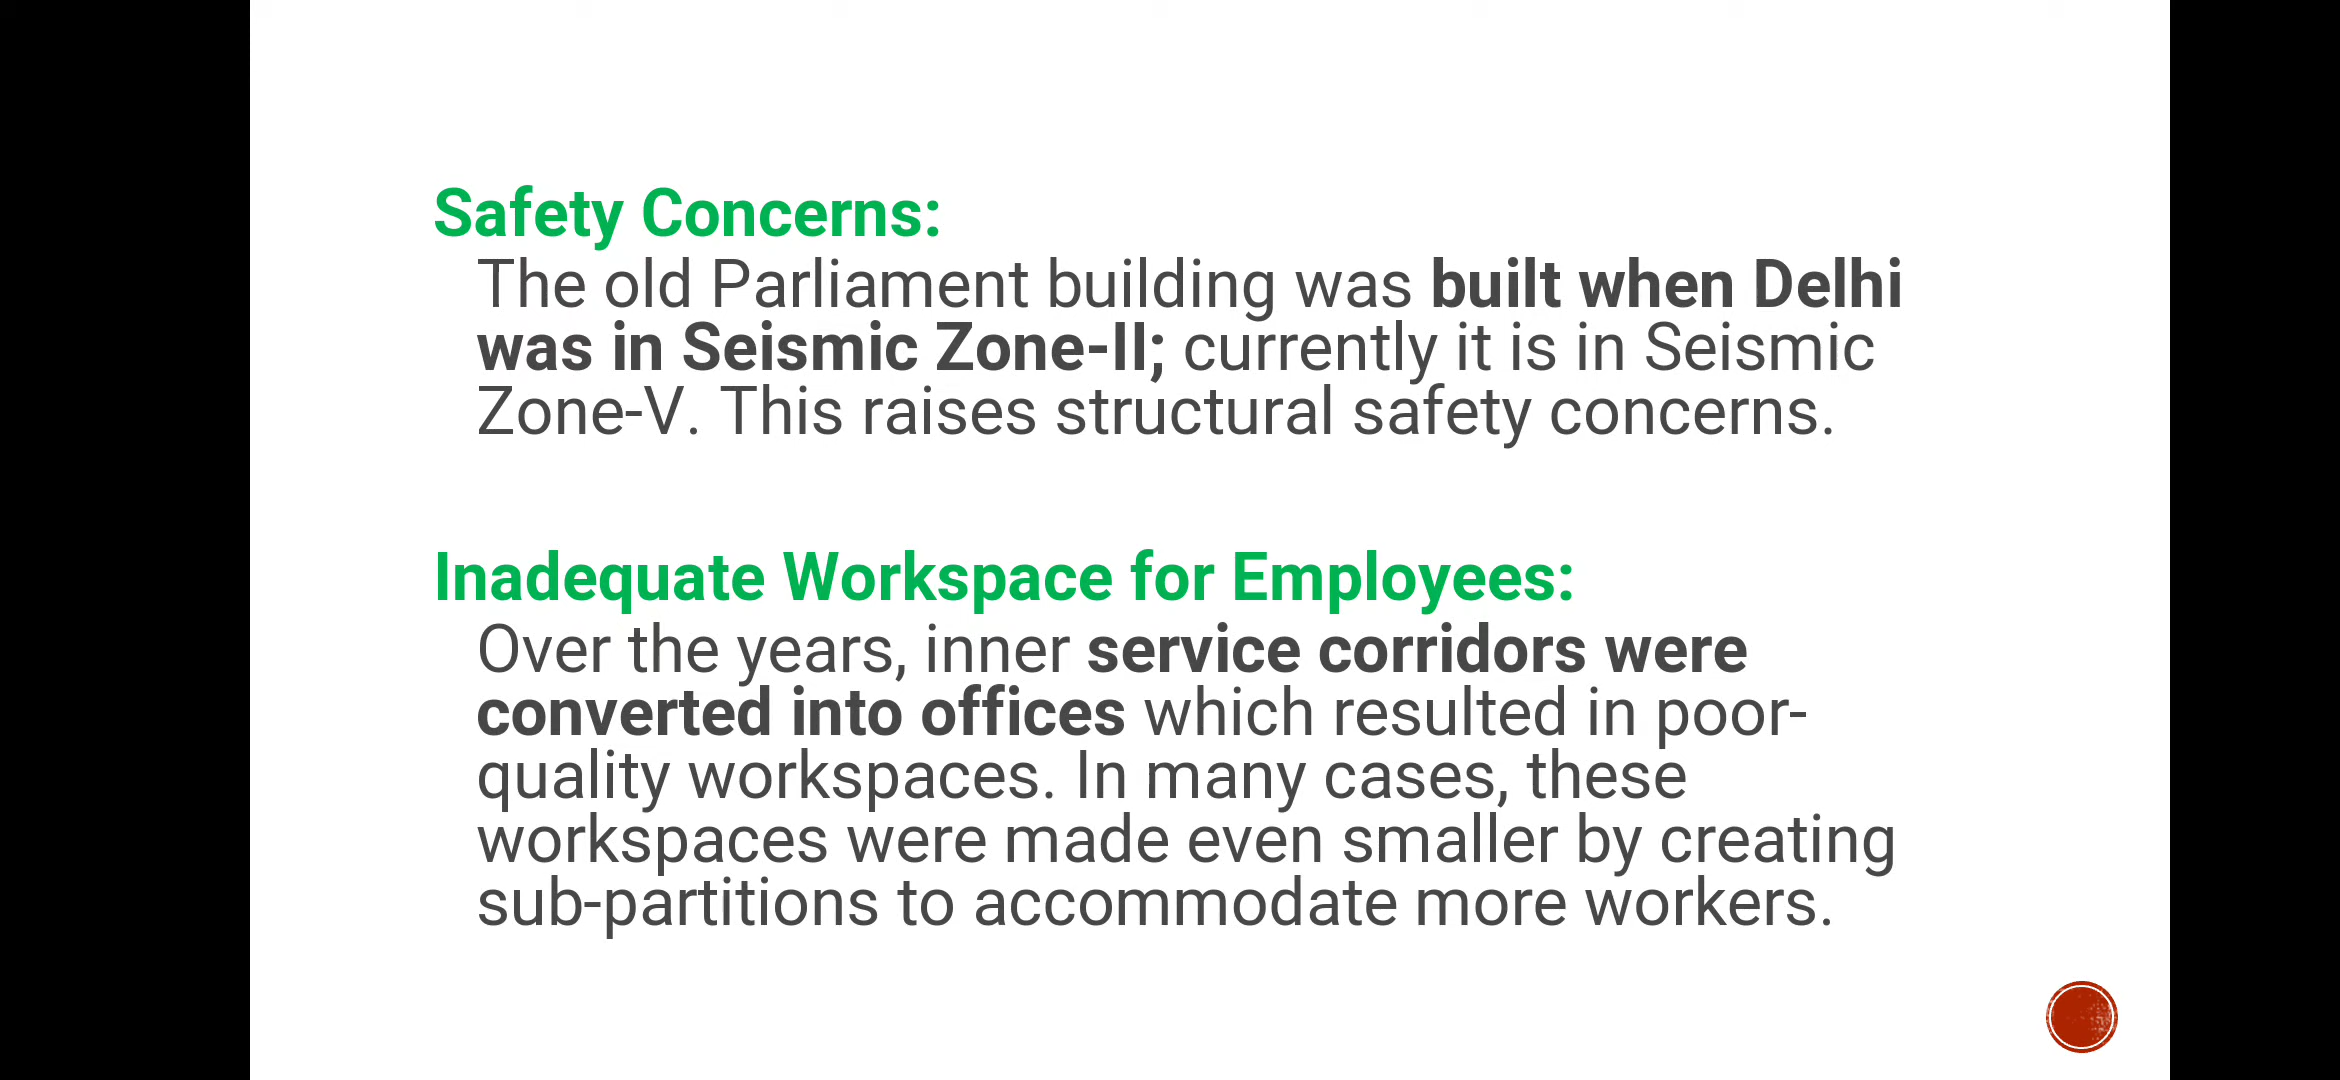 Safety Concerns:
The old Parliament building was built when Delhi
was in Seismic Zone-II; currently it is in Seismic
Zone-V. This raises structural safety concerns.
Inadequate Workspace for Employees:
Over the years, inner service corridors were
converted into offices which resulted in poor-
quality workspaces. In many cases, these
workspaces were made even smaller by creating
sub-partitions to accommodate more workers.